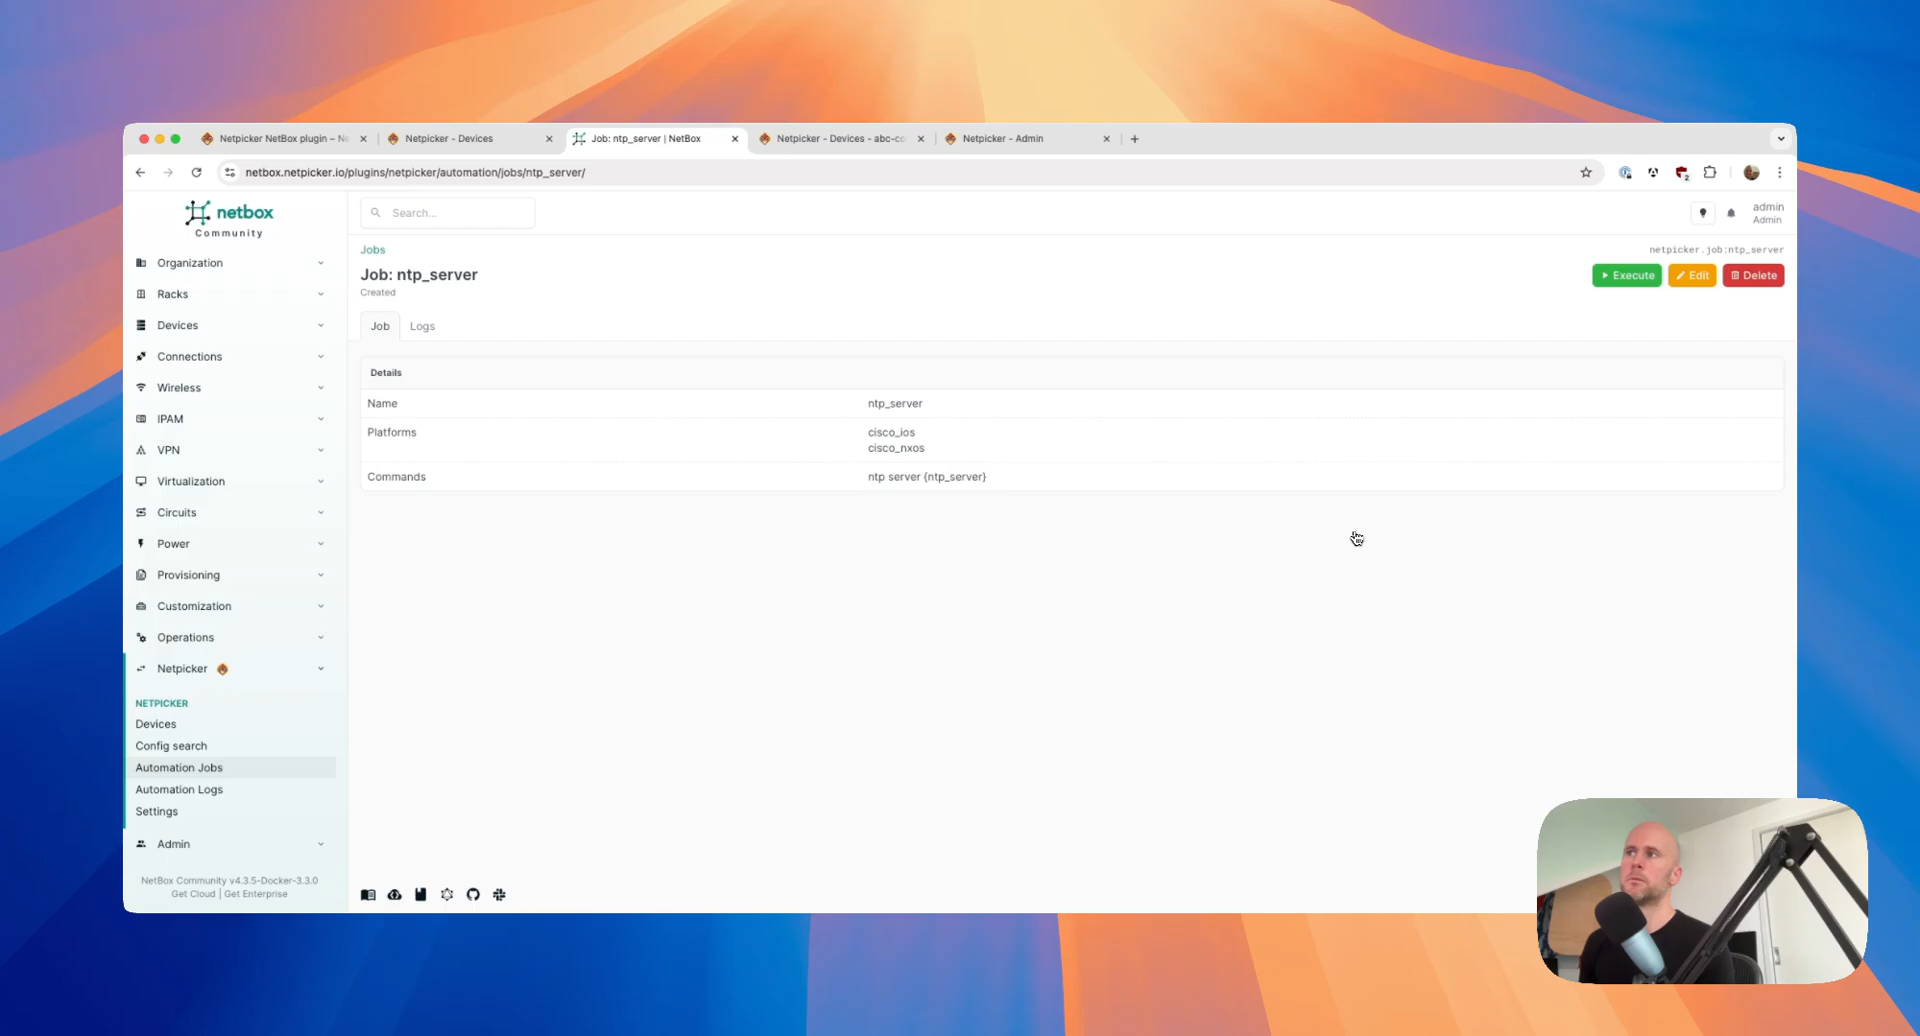 Netpicker NetBox plugin – Ne
Netpicker - Devices
Job: ntp_server | NetBox
Netpicker - Devices - abc-co
Netpicker - Admin
netbox.netpicker.io/plugins/netpicker/automation/jobs/ntp_server/
netbox
Community
Search...
admin
Admin
Organization
Racks
Devices
Connections
Wireless
IPAM
VPN
Virtualization
Circuits
Power
Provisioning
Customization
Operations
Netpicker
NETPICKER
Devices
Config search
Automation Jobs
Automation Logs
Settings
Admin
NetBox Community v4.3.5-Docker-3.3.0
Get Cloud | Get Enterprise
Jobs
netpicker.job:ntp_server
Job: ntp_server
Created
Execute
Edit
Delete
Job
Logs
Details
Name
ntp_server
Platforms
cisco_ios
cisco_nxos
Commands
ntp server {ntp_server}